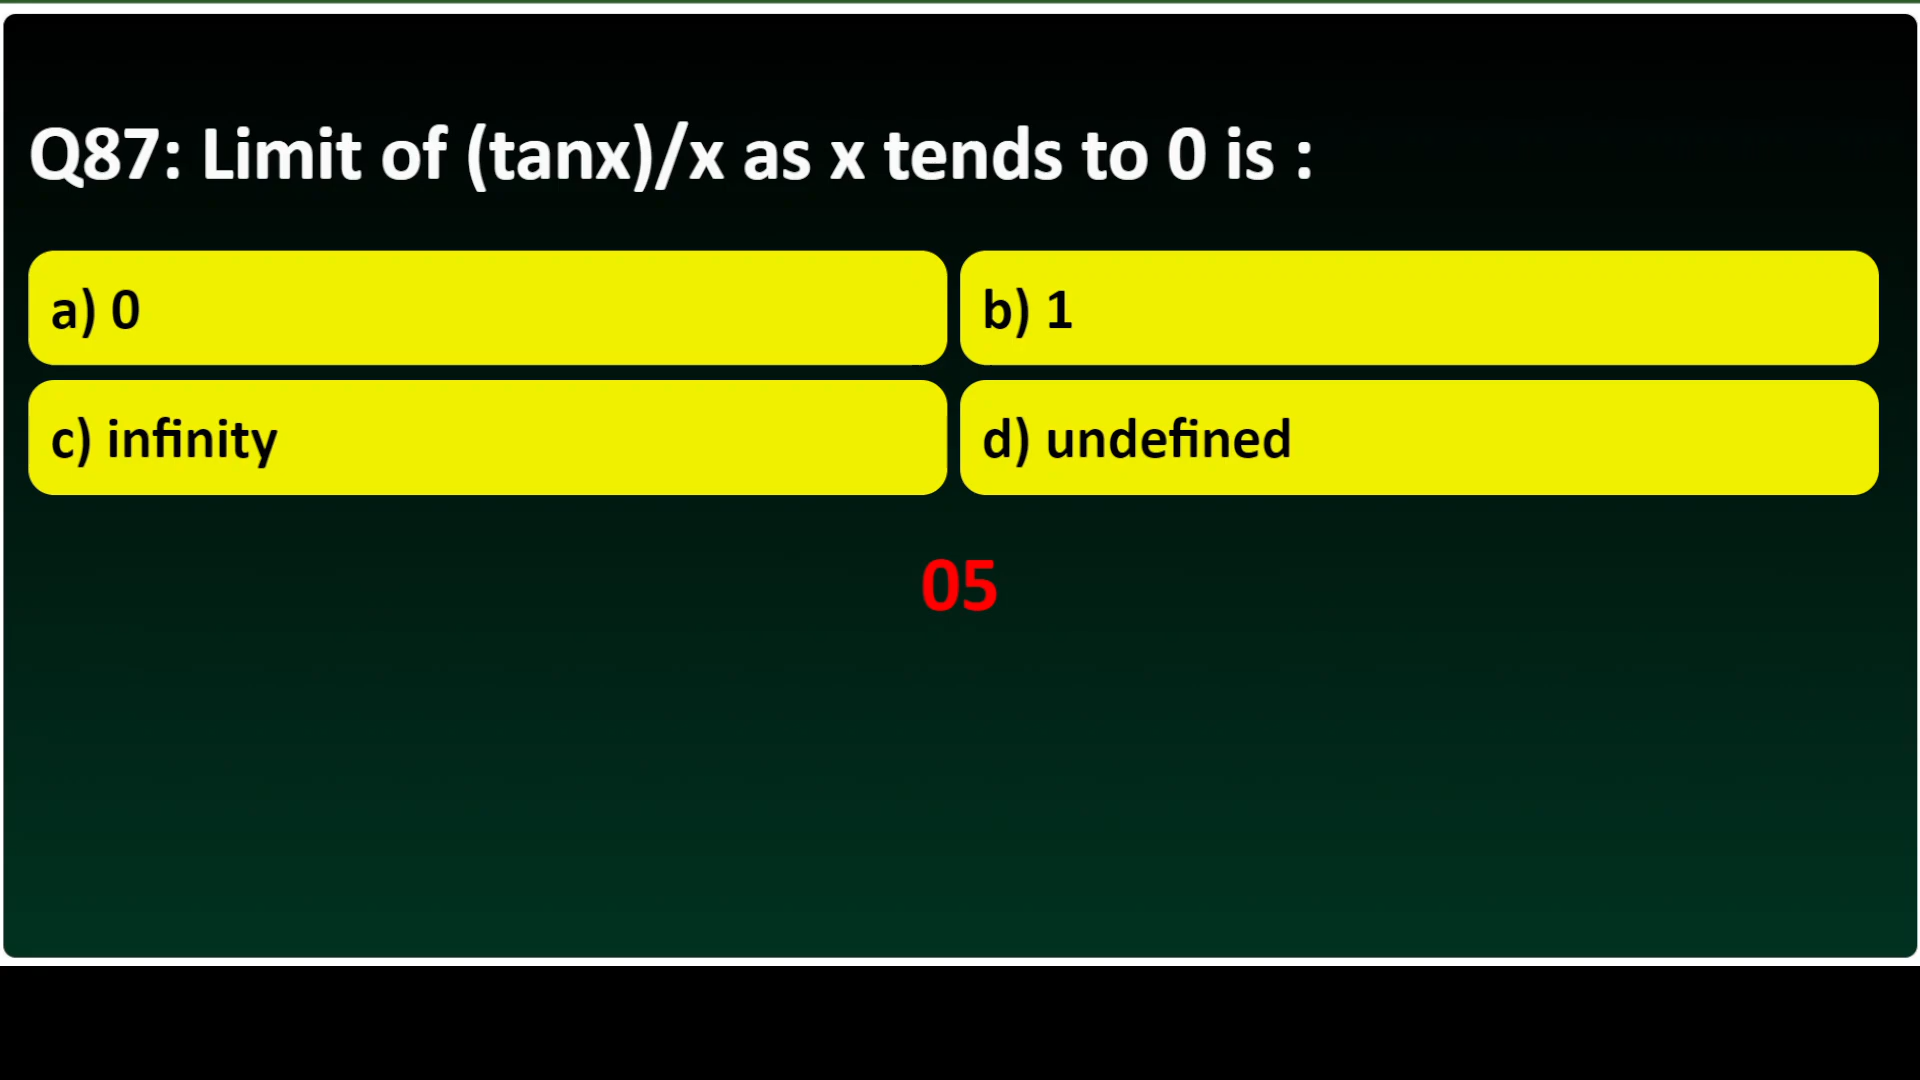 Q87: Limit of (tanx)/x as x tends to 0 is :
a) 0
b) 1
c) infinity
d) undefined
05